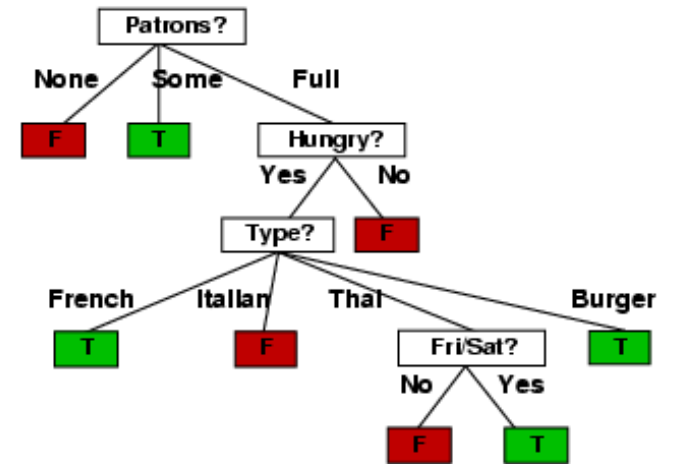 Patrons?
None Some Full
F T Hungry?
Yes No
Type? F
French Italian Thai Burger
T F Fri/Sat? T
No Yes
F T